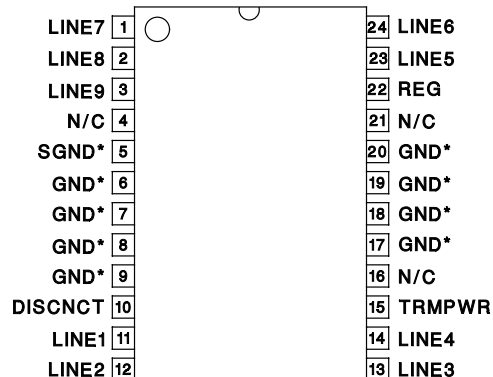 LINE7 1 24 LINE6
LINE8 2 23 LINE5
LINE9 3 22 REG
N/C 4 21 N/C
SGND* 5 20 GND*
GND* 6 19 GND*
GND* 7 18 GND*
GND* 8 17 GND*
GND* 9 16 N/C
DISCNCT 10 15 TRMPWR
LINE1 11 14 LINE4
LINE2 12 13 LINE3